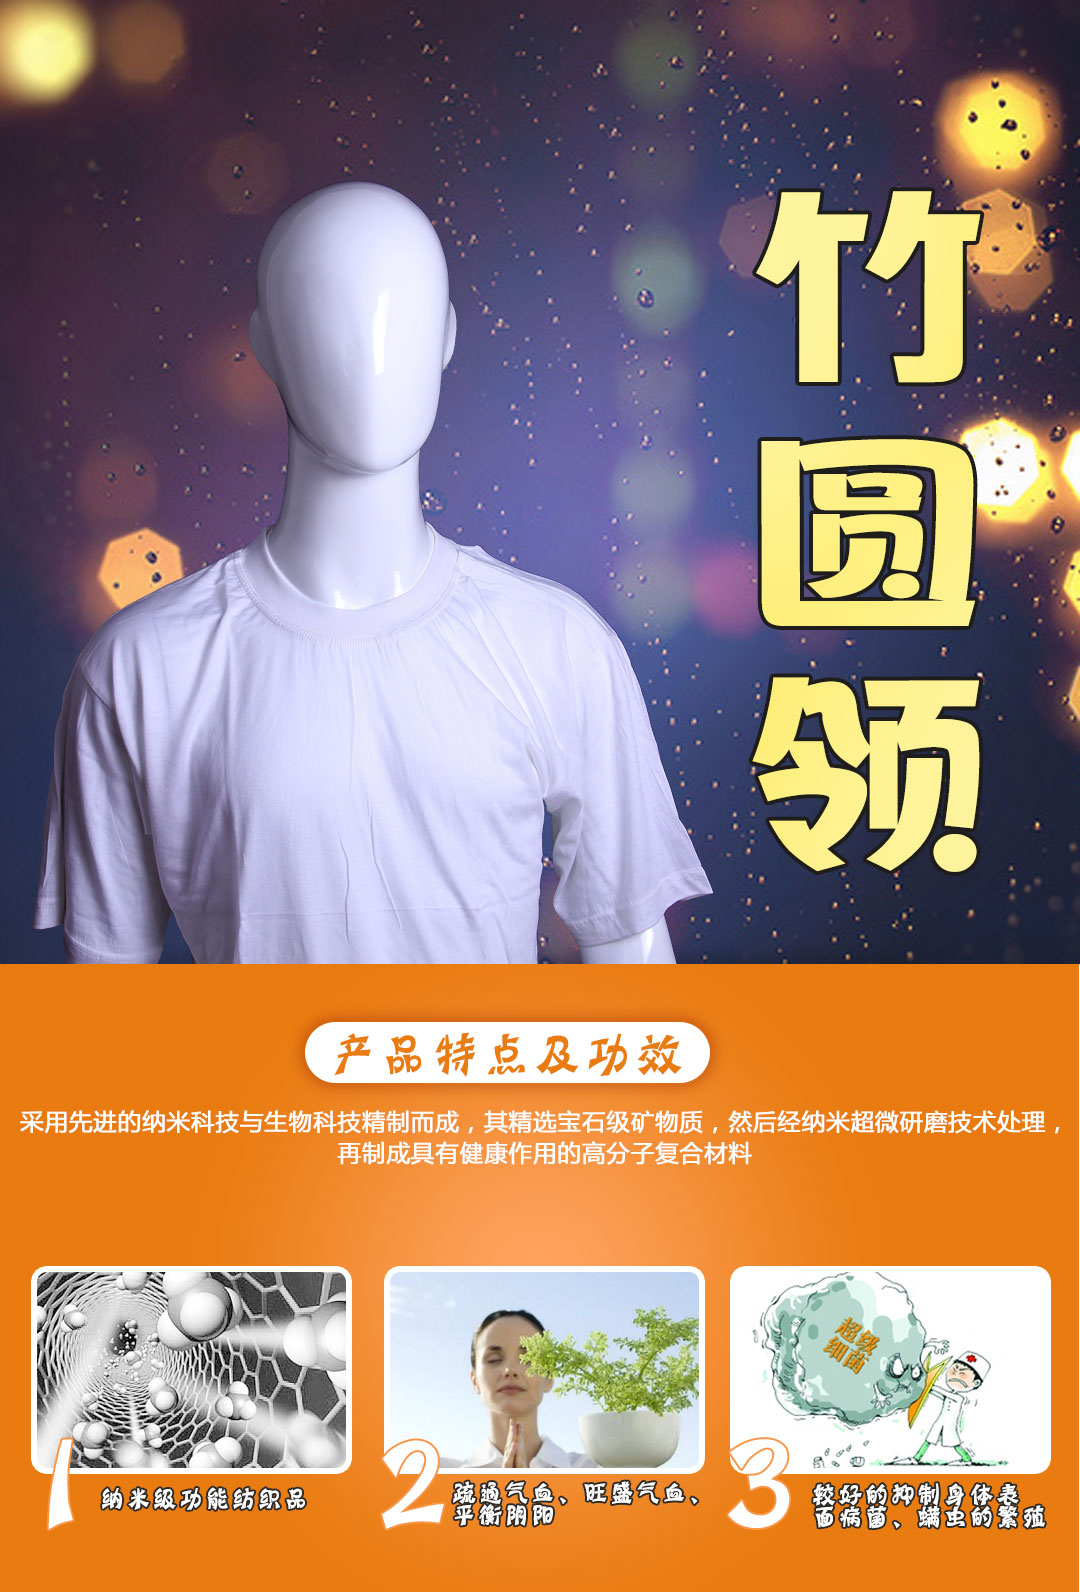 竹
圆
领
产品特点及功效
采用先进的纳米科技与生物科技精制而成，其精选宝石级矿物质，然后经纳米超微研磨技术处理，
再制成具有健康作用的高分子复合材料
超级
细菌
1 纳米级功能纺织品
2 疏通气血、旺盛气血、
平衡阴阳
3 较好的抑制身体表
面病菌、螨虫的繁殖